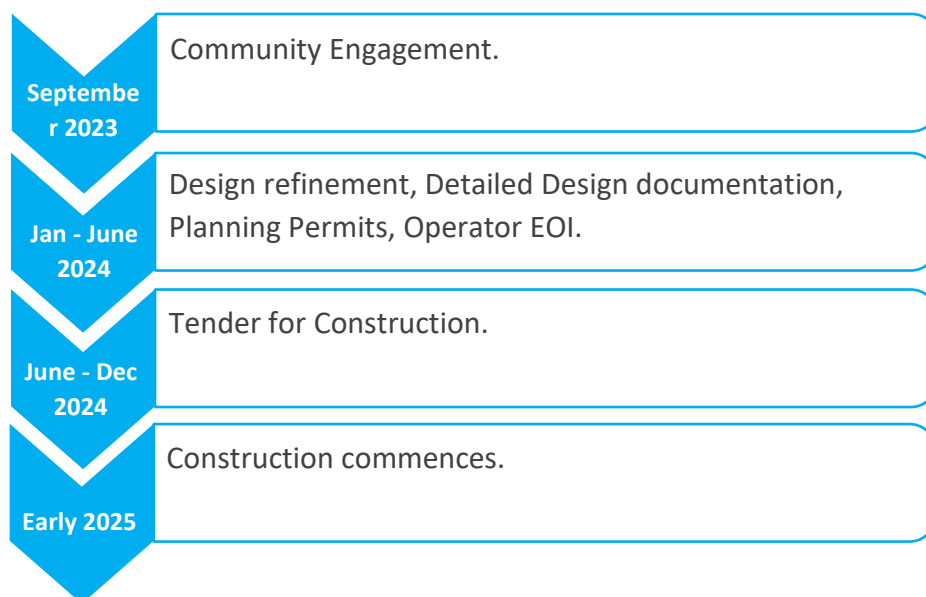 Septembe
r 2023
Community Engagement.
Jan - June
2024
Design refinement, Detailed Design documentation,
Planning Permits, Operator EOI.
June - Dec
2024
Tender for Construction.
Early 2025
Construction commences.